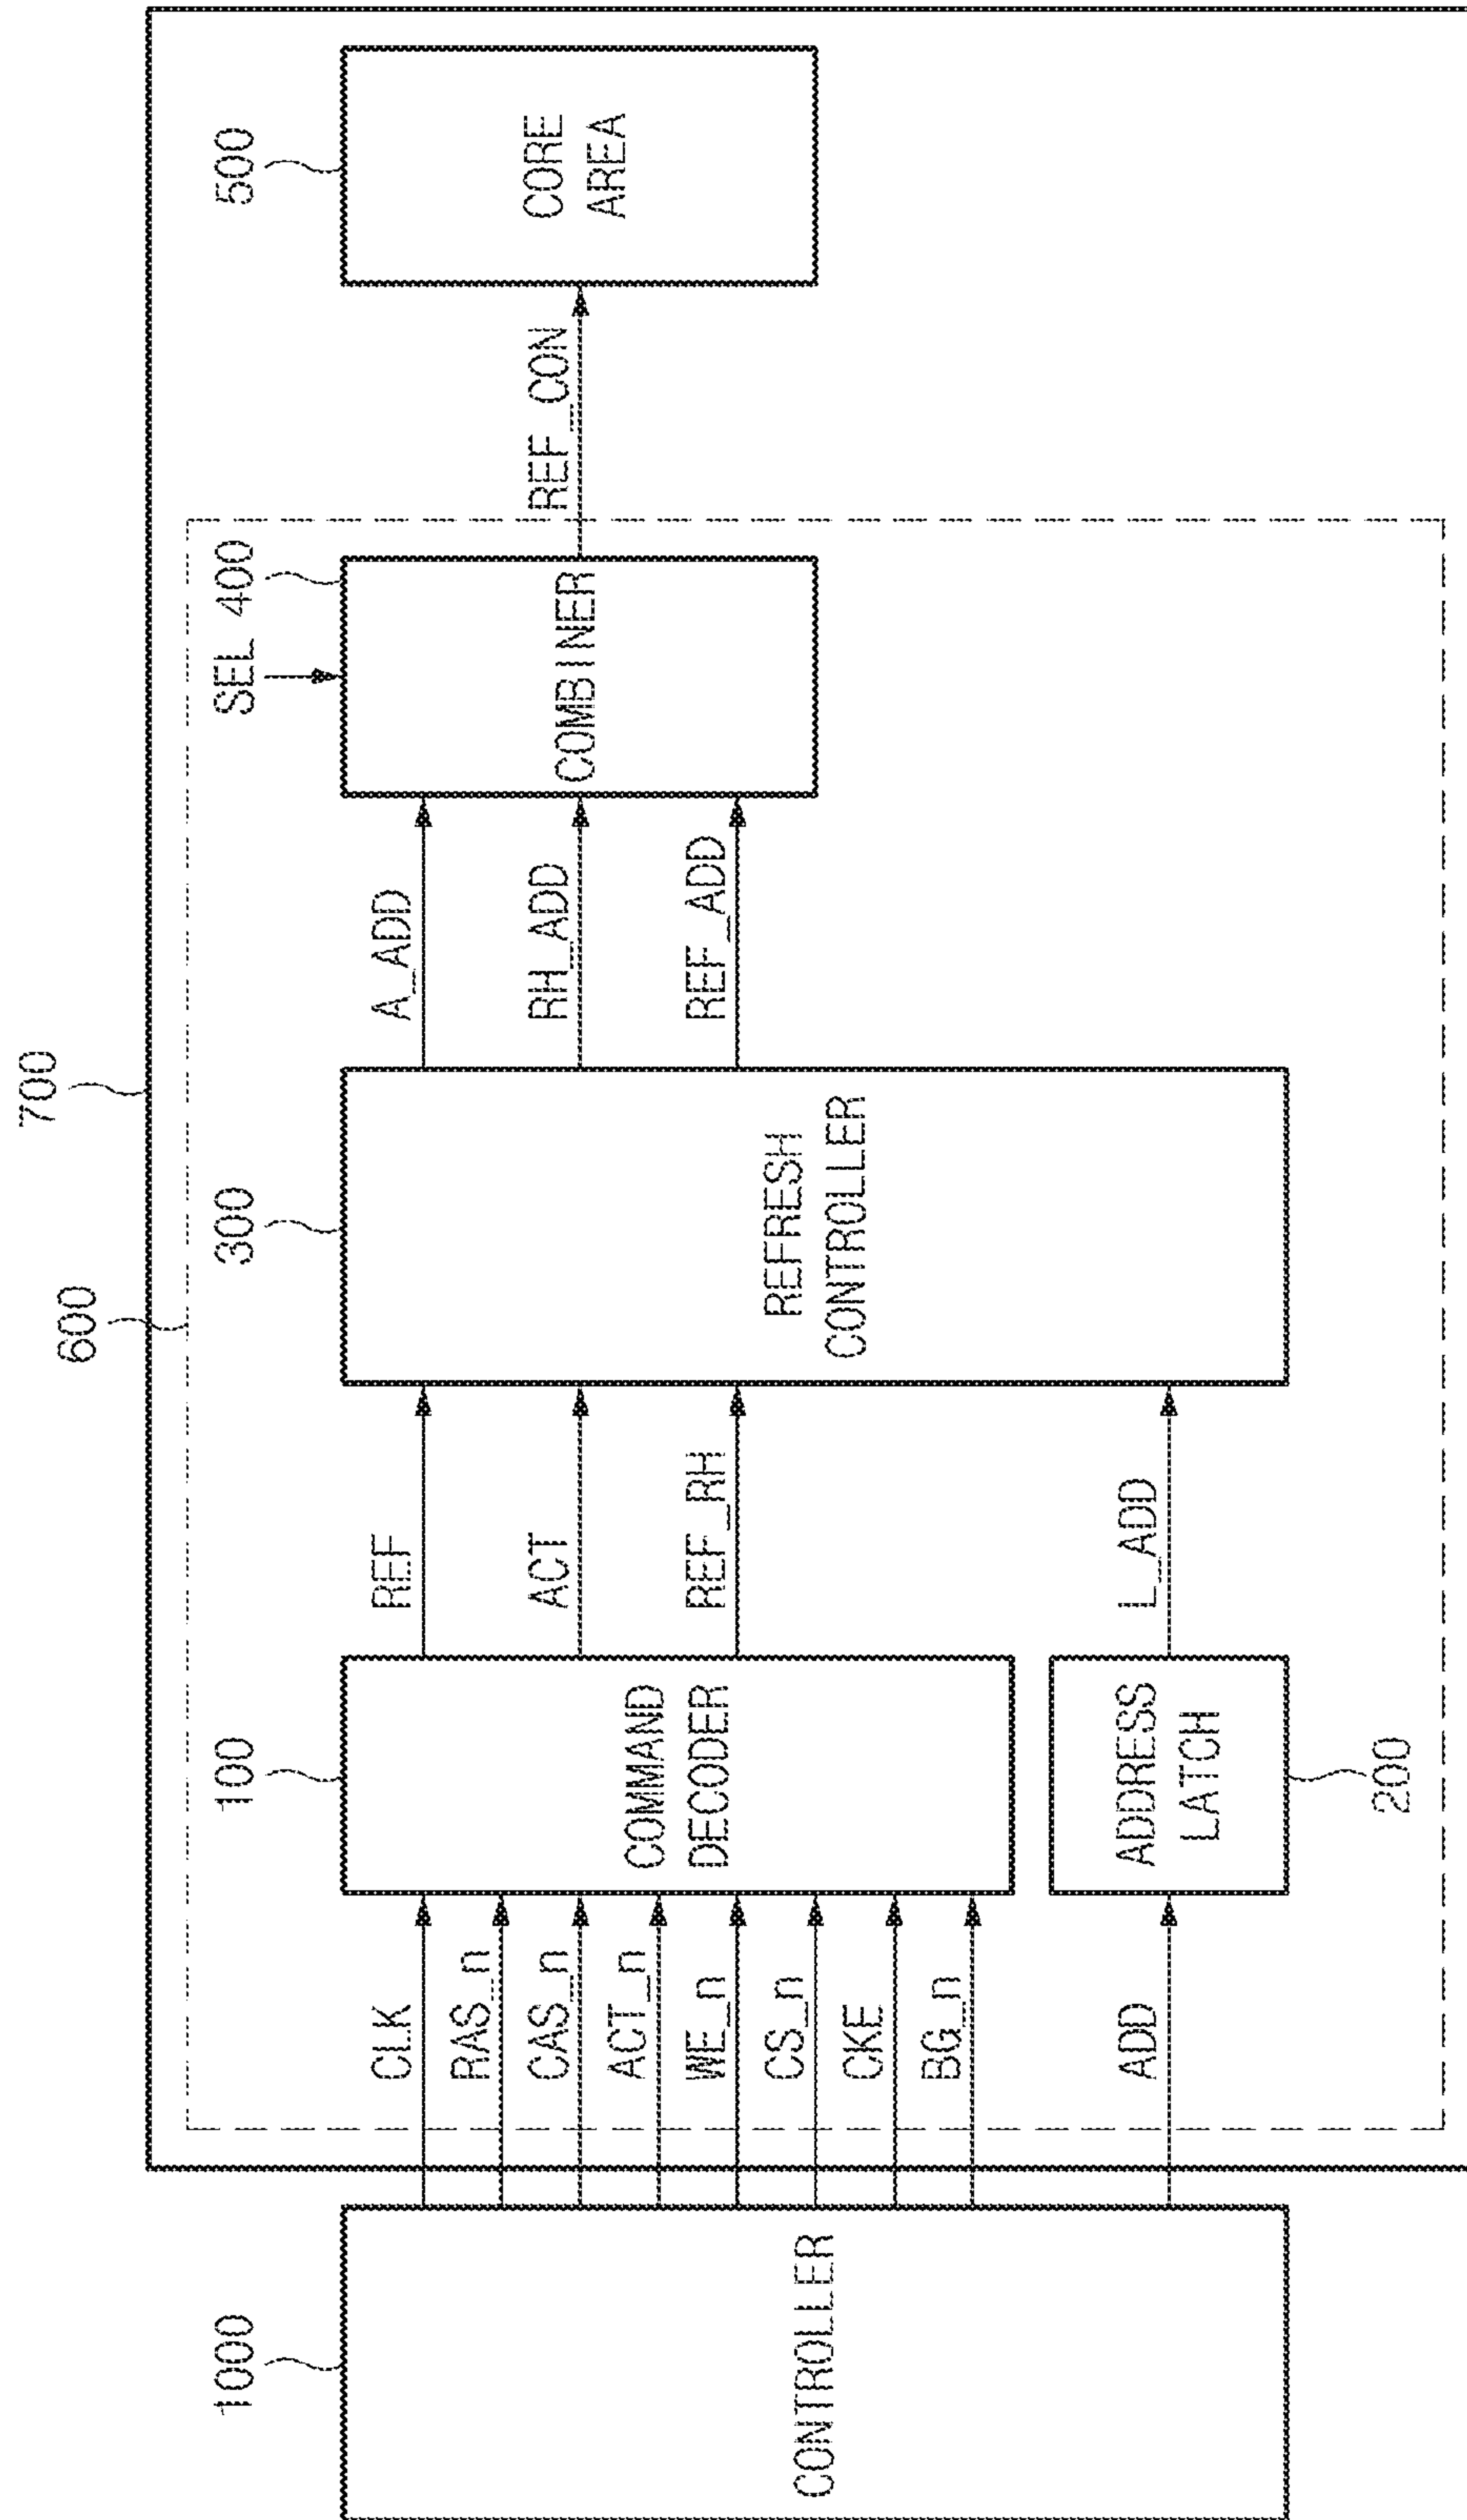 700
600
1000
CONTROLLER
CLK
RAS_n
CAS_n
ACT_n
WE_n
CS_n
CKE
BG_n
ADD
100
COMMAND
DECODER
ADDRESS
LATCH
200
REF
ACT
REF_RH
L_ADD
300
REFRESH
CONTROLLER
A_ADD
RH_ADD
REF_ADD
SEL
400
COMBINER
REF_CON
500
CORE
AREA